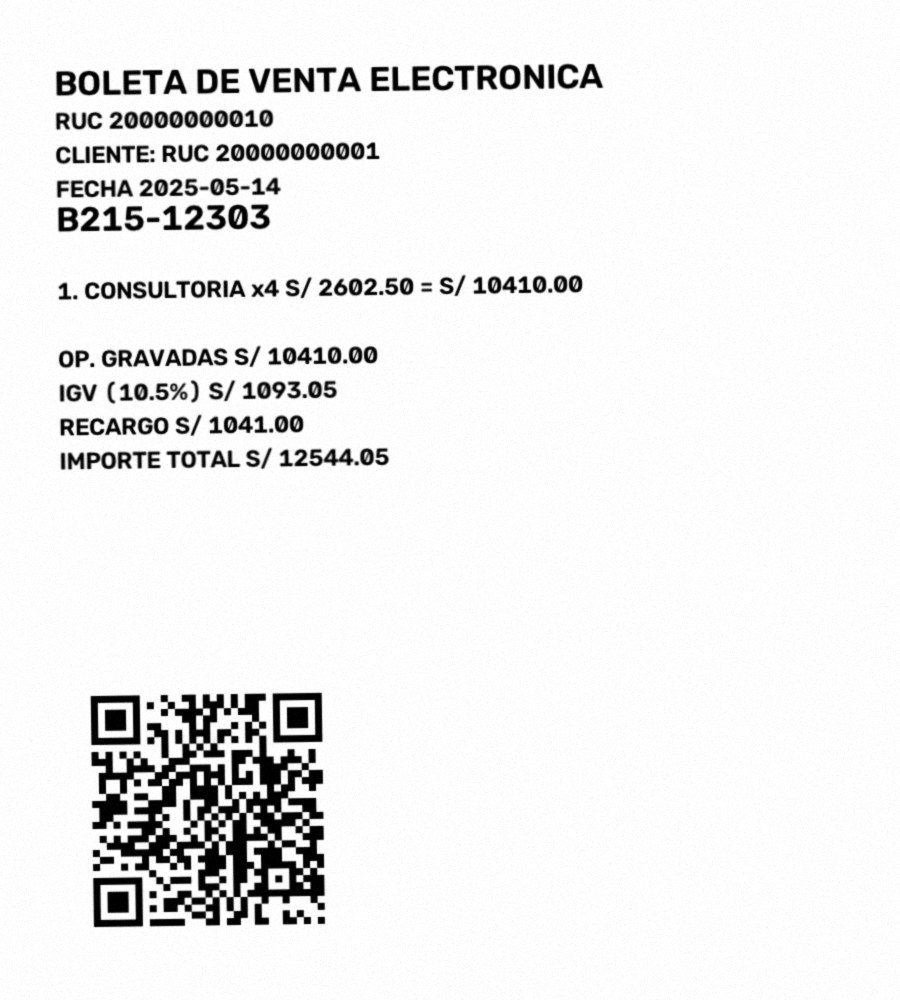 BOLETA DE VENTA ELECTRONICA
RUC 20000000010
CLIENTE: RUC 20000000001
FECHA 2025-05-14
B215-12303
1. CONSULTORIA x4 S/ 2602.50 = S/ 10410.00
OP. GRAVADAS S/ 10410.00
IGV (10.5%) S/ 1093.05
RECARGO S/ 1041.00
IMPORTE TOTAL S/ 12544.05